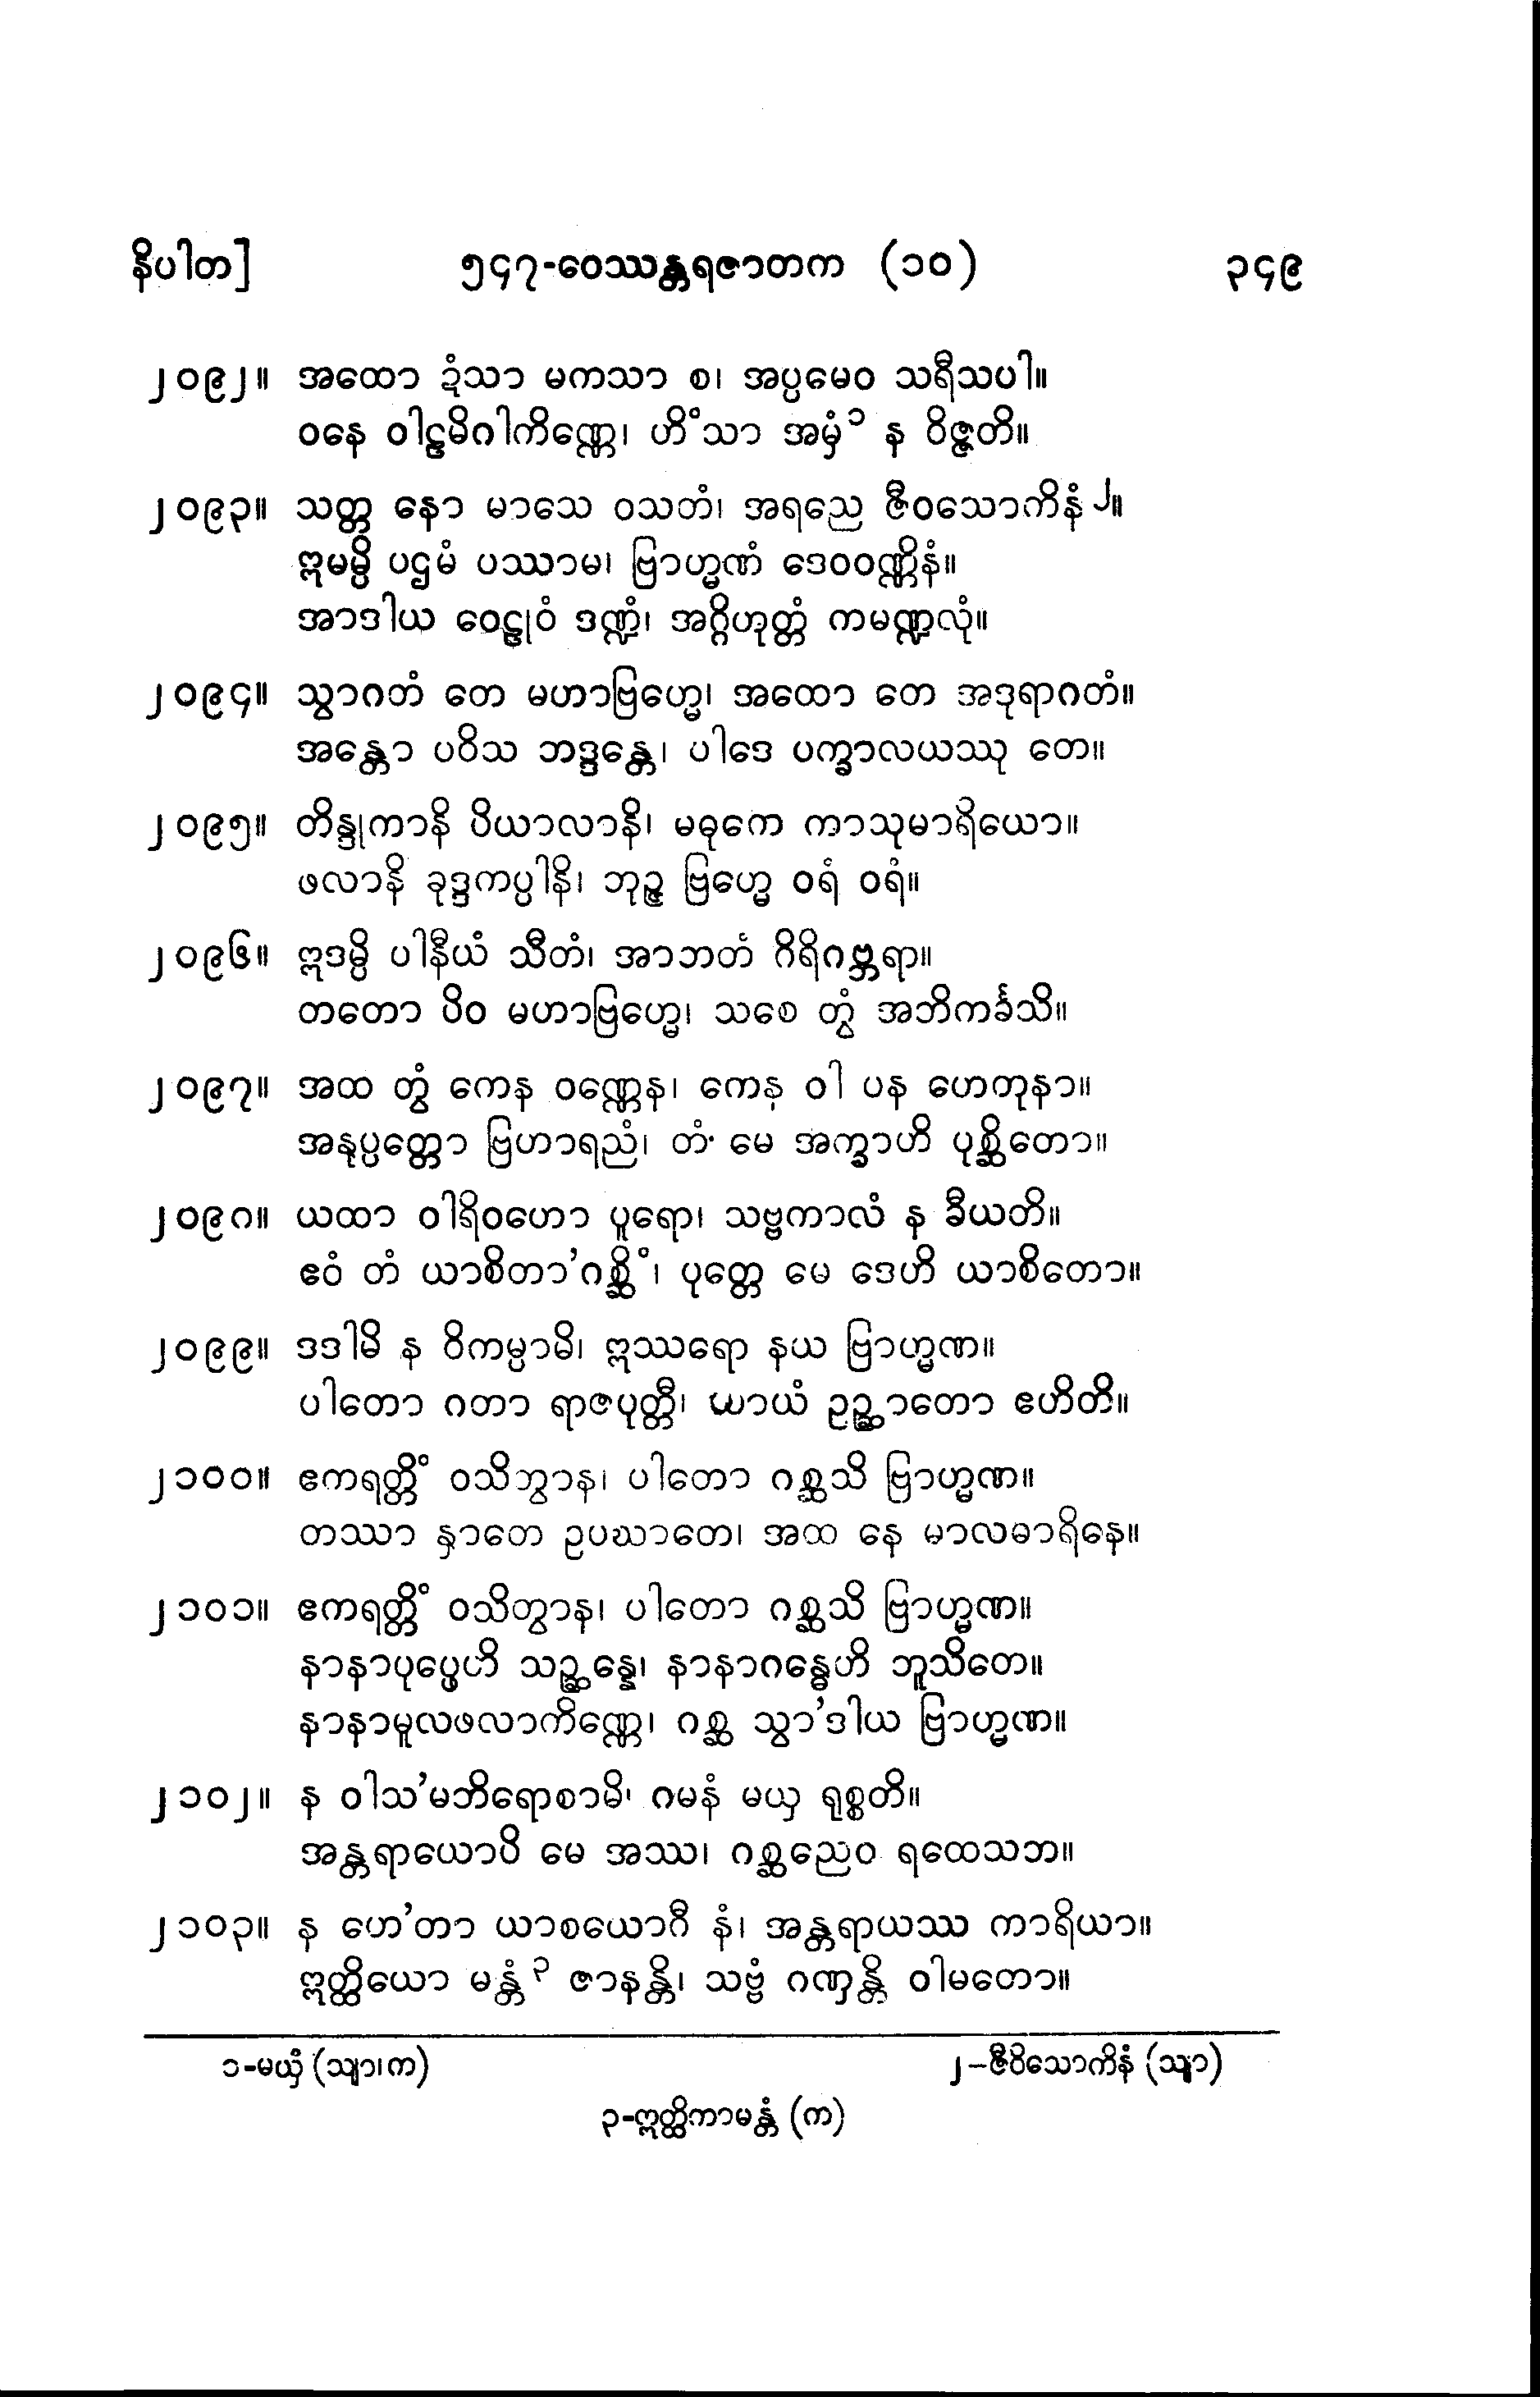 နိပါတ] ၅၄၇-ဝေဿန္တရဇာတက (၁၀) ၃၄၉
၂၀၉၂။ အထော ဍံသာ မကသာ စ၊ အပ္ပမေဝ သရီသပါ။
ဝနေ ဝါဠမိဂါကိဏ္ဏေ၊ ဟိံသာ အမှံ ၁ န ဝိဇ္ဇတိ။
၂၀၉၃။ သတ္တ နော မာသေ ဝသတံ၊ အရညေ ဇီဝသောကိနံ ၂။
ဣမမ္ပိ ပဌမံ ပဿာမ၊ ဗြာဟ္မဏံ ဒေဝဝဏ္ဏိနံ။
အာဒါယ ဝေဠုဝံ ဒဏ္ဍံ၊ အဂ္ဂိဟုတ္တံ ကမဏ္ဍလုံ။
၂၀၉၄။ သွာဂတံ တေ မဟာဗြဟ္မေ၊ အထော တေ အဒုရာဂတံ။
အန္တော ပဝိသ ဘဒ္ဒန္တေ၊ ပါဒေ ပက္ခာလယဿု တေ။
၂၀၉၅။ တိန္ဒုကာနိ ပိယာလာနိ၊ မဓုကေ ကာသုမာရိယော။
ဖလာနိ ခုဒ္ဒကပ္ပါနိ၊ ဘုဉ္ဇ ဗြဟ္မေ ဝရံ ဝရံ။
၂၀၉၆။ ဣဒမ္ပိ ပါနီယံ သီတံ၊ အာဘတံ ဂိရိဂဗ္ဘရာ။
တတော ပိဝ မဟာဗြဟ္မေ၊ သစေ တွံ အဘိကင်္ခသိ။
၂၀၉၇။ အထ တွံ ကေန ဝဏ္ဏေန၊ ကေန ဝါ ပန ဟေတုနာ။
အနုပ္ပတ္တော ဗြဟာရညံ၊ တံ မေ အက္ခာဟိ ပုစ္ဆိတော။
၂၀၉၈။ ယထာ ဝါရိဝဟော ပူရော၊ သဗ္ဗကာလံ န ခီယတိ။
ဧဝံ တံ ယာစိတာ’ဂစ္ဆိံ၊ ပုတ္တေ မေ ဒေဟိ ယာစိတော။
၂၀၉၉။ ဒဒါမိ န ဝိကမ္ပာမိ၊ ဣဿရော နယ ဗြာဟ္မဏ။
ပါတော ဂတာ ရာဇပုတ္တီ၊ သာယံ ဥဉ္ဆာတော ဧဟိတိ။
၂၁၀၀။ ဧကရတ္တိံ ဝသိတွာန၊ ပါတော ဂစ္ဆသိ ဗြာဟ္မဏ။
တဿာ နှာတေ ဥပဃာတေ၊ အထ နေ မာလဓာရိနေ။
၂၁၀၁။ ဧကရတ္တိံ ဝသိတွာန၊ ပါတော ဂစ္ဆသိ ဗြာဟ္မဏ။
နာနာပုပ္ဖေဟိ သဉ္ဆန္နေ၊ နာနာဂန္ဓေဟိ ဘူသိတေ။
နာနာမူလဖလာကိဏ္ဏေ၊ ဂစ္ဆ သွာ’ဒါယ ဗြာဟ္မဏ။
၂၁၀၂။ န ဝါသ’မဘိရောစာမိ၊ ဂမနံ မယှ ရုစ္စတိ။
အန္တရာယောပိ မေ အဿ၊ ဂစ္ဆညေဝ ရထေသဘ။
၂၁၀၃။ န ဟေ’တာ ယာစယောဂီ နံ၊ အန္တရာယဿ ကာရိယာ။
ဣတ္ထိယော မန္တံ ၃ ဇာနန္တိ၊ သဗ္ဗံ ဂဏှန္တိ ဝါမတော။
၁-မယှံ (သျာ၊က) ၂-ဇီဝိသောကိနံ (သျာ)
၃-ဣတ္ထိကာမန္တံ (က)